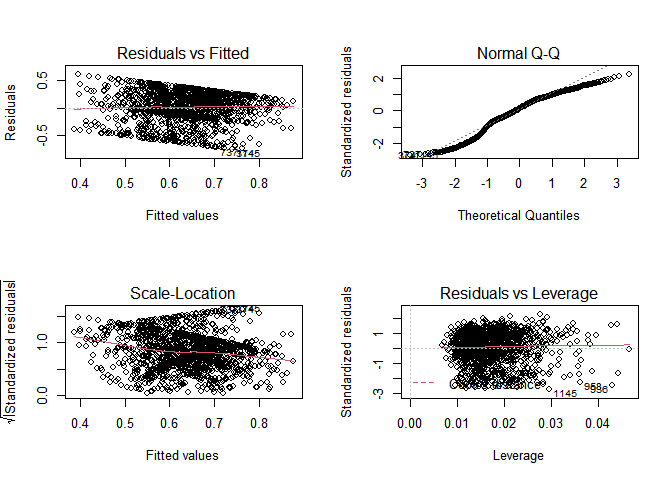 Residuals vs Fitted
Residuals
0.5
-0.5
1145
0.4 0.5 0.6 0.7 0.8
Fitted values
Normal Q-Q
Standardized residuals
2
0
-2
-3 -2 -1 0 1 2 3
Theoretical Quantiles
Scale-Location
√|Standardized residuals|
1.0
0.0
0.4 0.5 0.6 0.7 0.8
Fitted values
Residuals vs Leverage
Standardized residuals
1
-1
-3
Cook's distance
1145
0.00 0.01 0.02 0.03 0.04
Leverage